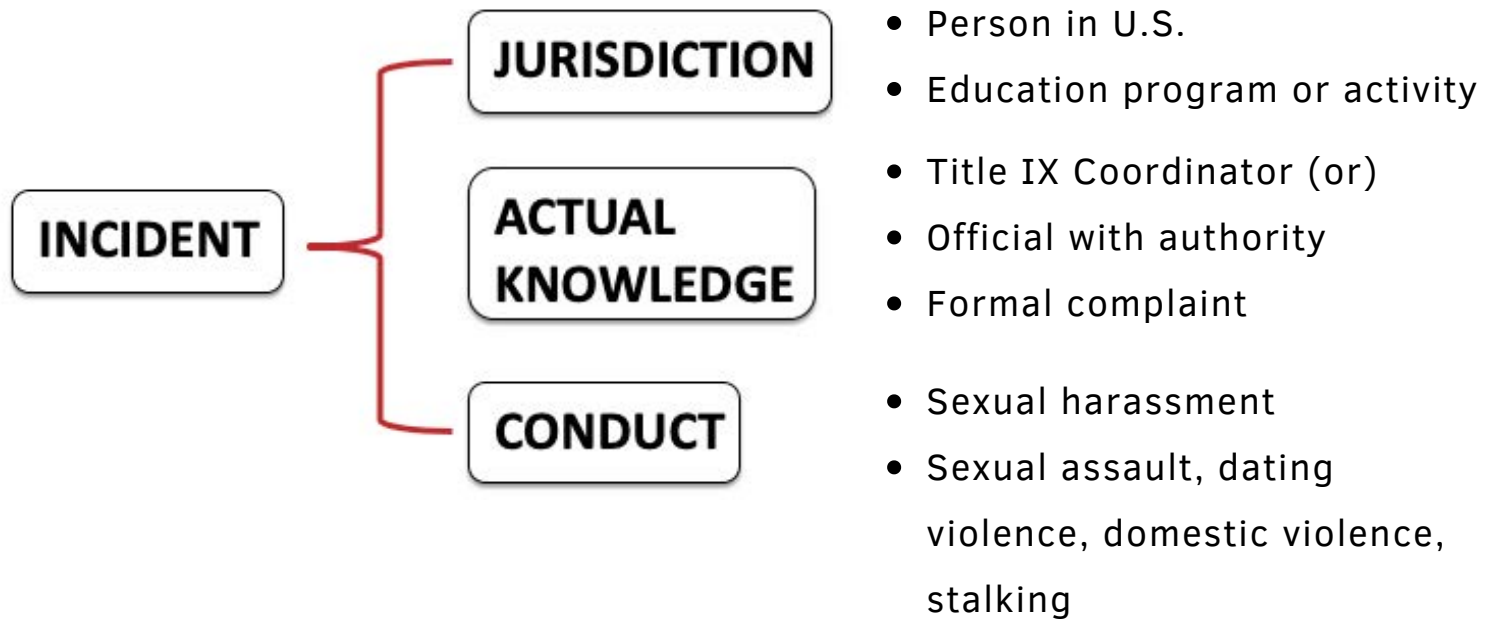 INCIDENT
JURISDICTION
• Person in U.S.
• Education program or activity
ACTUAL
KNOWLEDGE
• Title IX Coordinator (or)
• Official with authority
• Formal complaint
CONDUCT
• Sexual harassment
• Sexual assault, dating
violence, domestic violence,
stalking